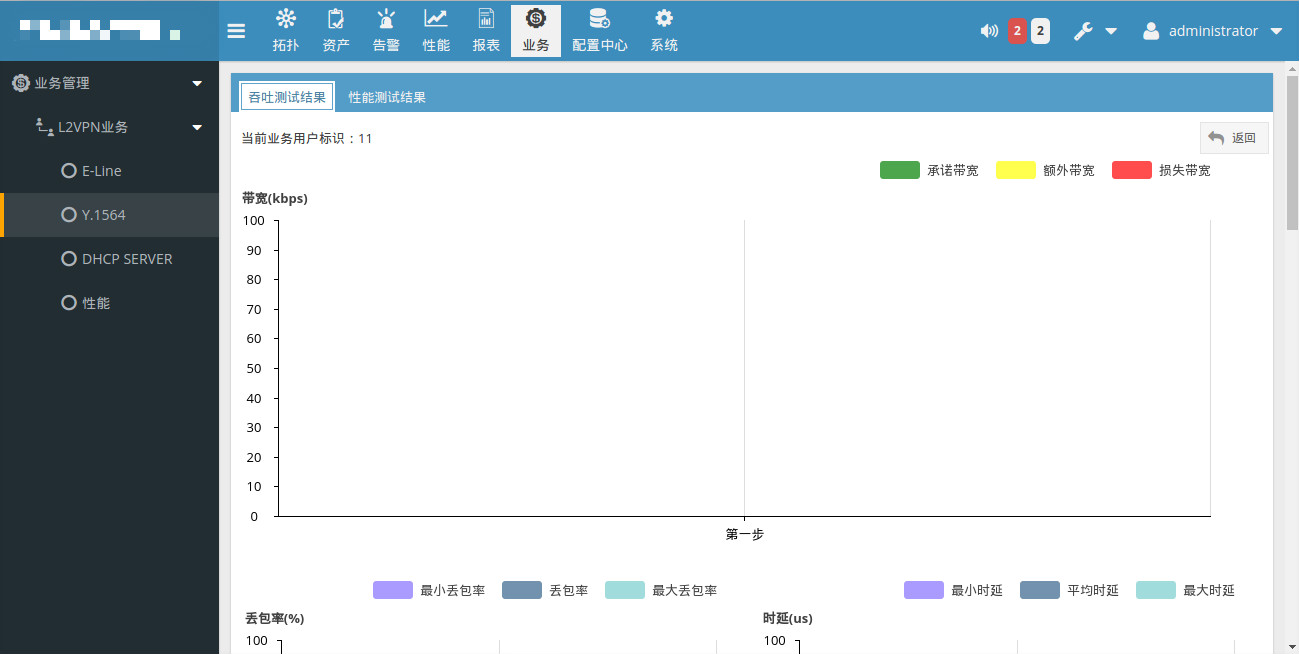 拓扑 资产 告警 性能 报表 业务 配置中心 系统 2 2 administrator
业务管理
L2VPN业务
E-Line
Y.1564
DHCP SERVER
性能
吞吐测试结果 性能测试结果
当前业务用户标识：11 返回
承诺带宽 额外带宽 损失带宽
带宽(kbps)
100
90
80
70
60
50
40
30
20
10
0
第一步
最小丢包率 丢包率 最大丢包率 最小时延 平均时延 最大时延
丢包率(%) 时延(us)
100 100